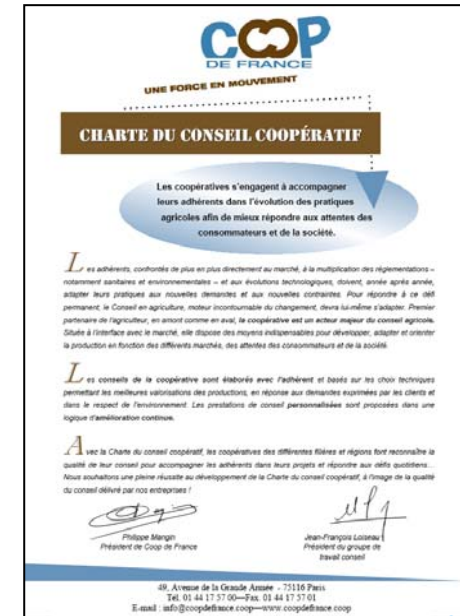 COOP
DE FRANCE
UNE FORCE EN MOUVEMENT
CHARTE DU CONSEIL COOPÉRATIF
Les coopératives s'engagent à accompagner
leurs adhérents dans l'évolution des pratiques
agricoles afin de mieux répondre aux attentes des
consommateurs et de la société.
Les adhérents, confrontés de plus en plus directement au marché, à la multiplication des réglementations –
notamment sanitaires et environnementales – et aux évolutions technologiques, doivent, année après année,
adapter leurs pratiques aux nouvelles demandes et aux nouvelles contraintes. Pour répondre à ce défi
permanent, le Conseil en agriculture, moteur incontournable du changement, devra lui-même s'adapter. Premier
partenaire de l'agriculteur, en amont comme en aval, la coopérative est un acteur majeur du conseil agricole.
Située à l'interface avec le marché, elle dispose des moyens indispensables pour développer, adapter et orienter
la production en fonction des différents marchés, des attentes des consommateurs et de la société.
Les conseils de la coopérative sont élaborés avec l'adhérent et basés sur les choix techniques
permettant les meilleures valorisations des productions, en réponse aux demandes exprimées par les clients et
dans le respect de l'environnement. Les prestations de conseil personnalisées sont proposées dans une
logique d'amélioration continue.
Avec la Charte du conseil coopératif, les coopératives des différentes filières et régions font reconnaître la
qualité de leur conseil pour accompagner les adhérents dans leurs projets et répondre aux défis quotidiens…
Nous souhaitons une pleine réussite au développement de la Charte du conseil coopératif, à l'image de la qualité
du conseil délivré par nos entreprises !
Philippe Mangin
Président de Coop de France
Jean-François Loiseau
Président du groupe de
travail conseil
49, Avenue de la Grande Armée - 75116 Paris
Tél. 01 44 17 57 00—Fax. 01 44 17 57 01
E-mail : info@coopdefrance.coop—www.coopdefrance.coop